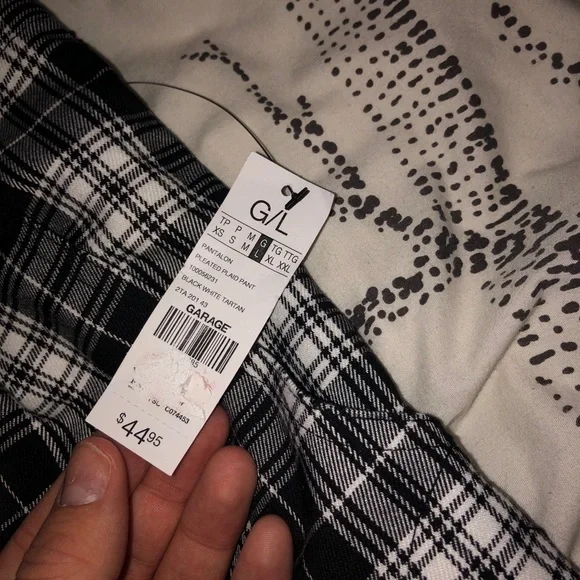 G/L
TP P M G TG TTG
XS S M L XL XXL
PANTALON
PLEATED PLAID PANT
100056231
BLACK WHITE TARTAN
2TA 201 43
GARAGE
C074453
$44.95